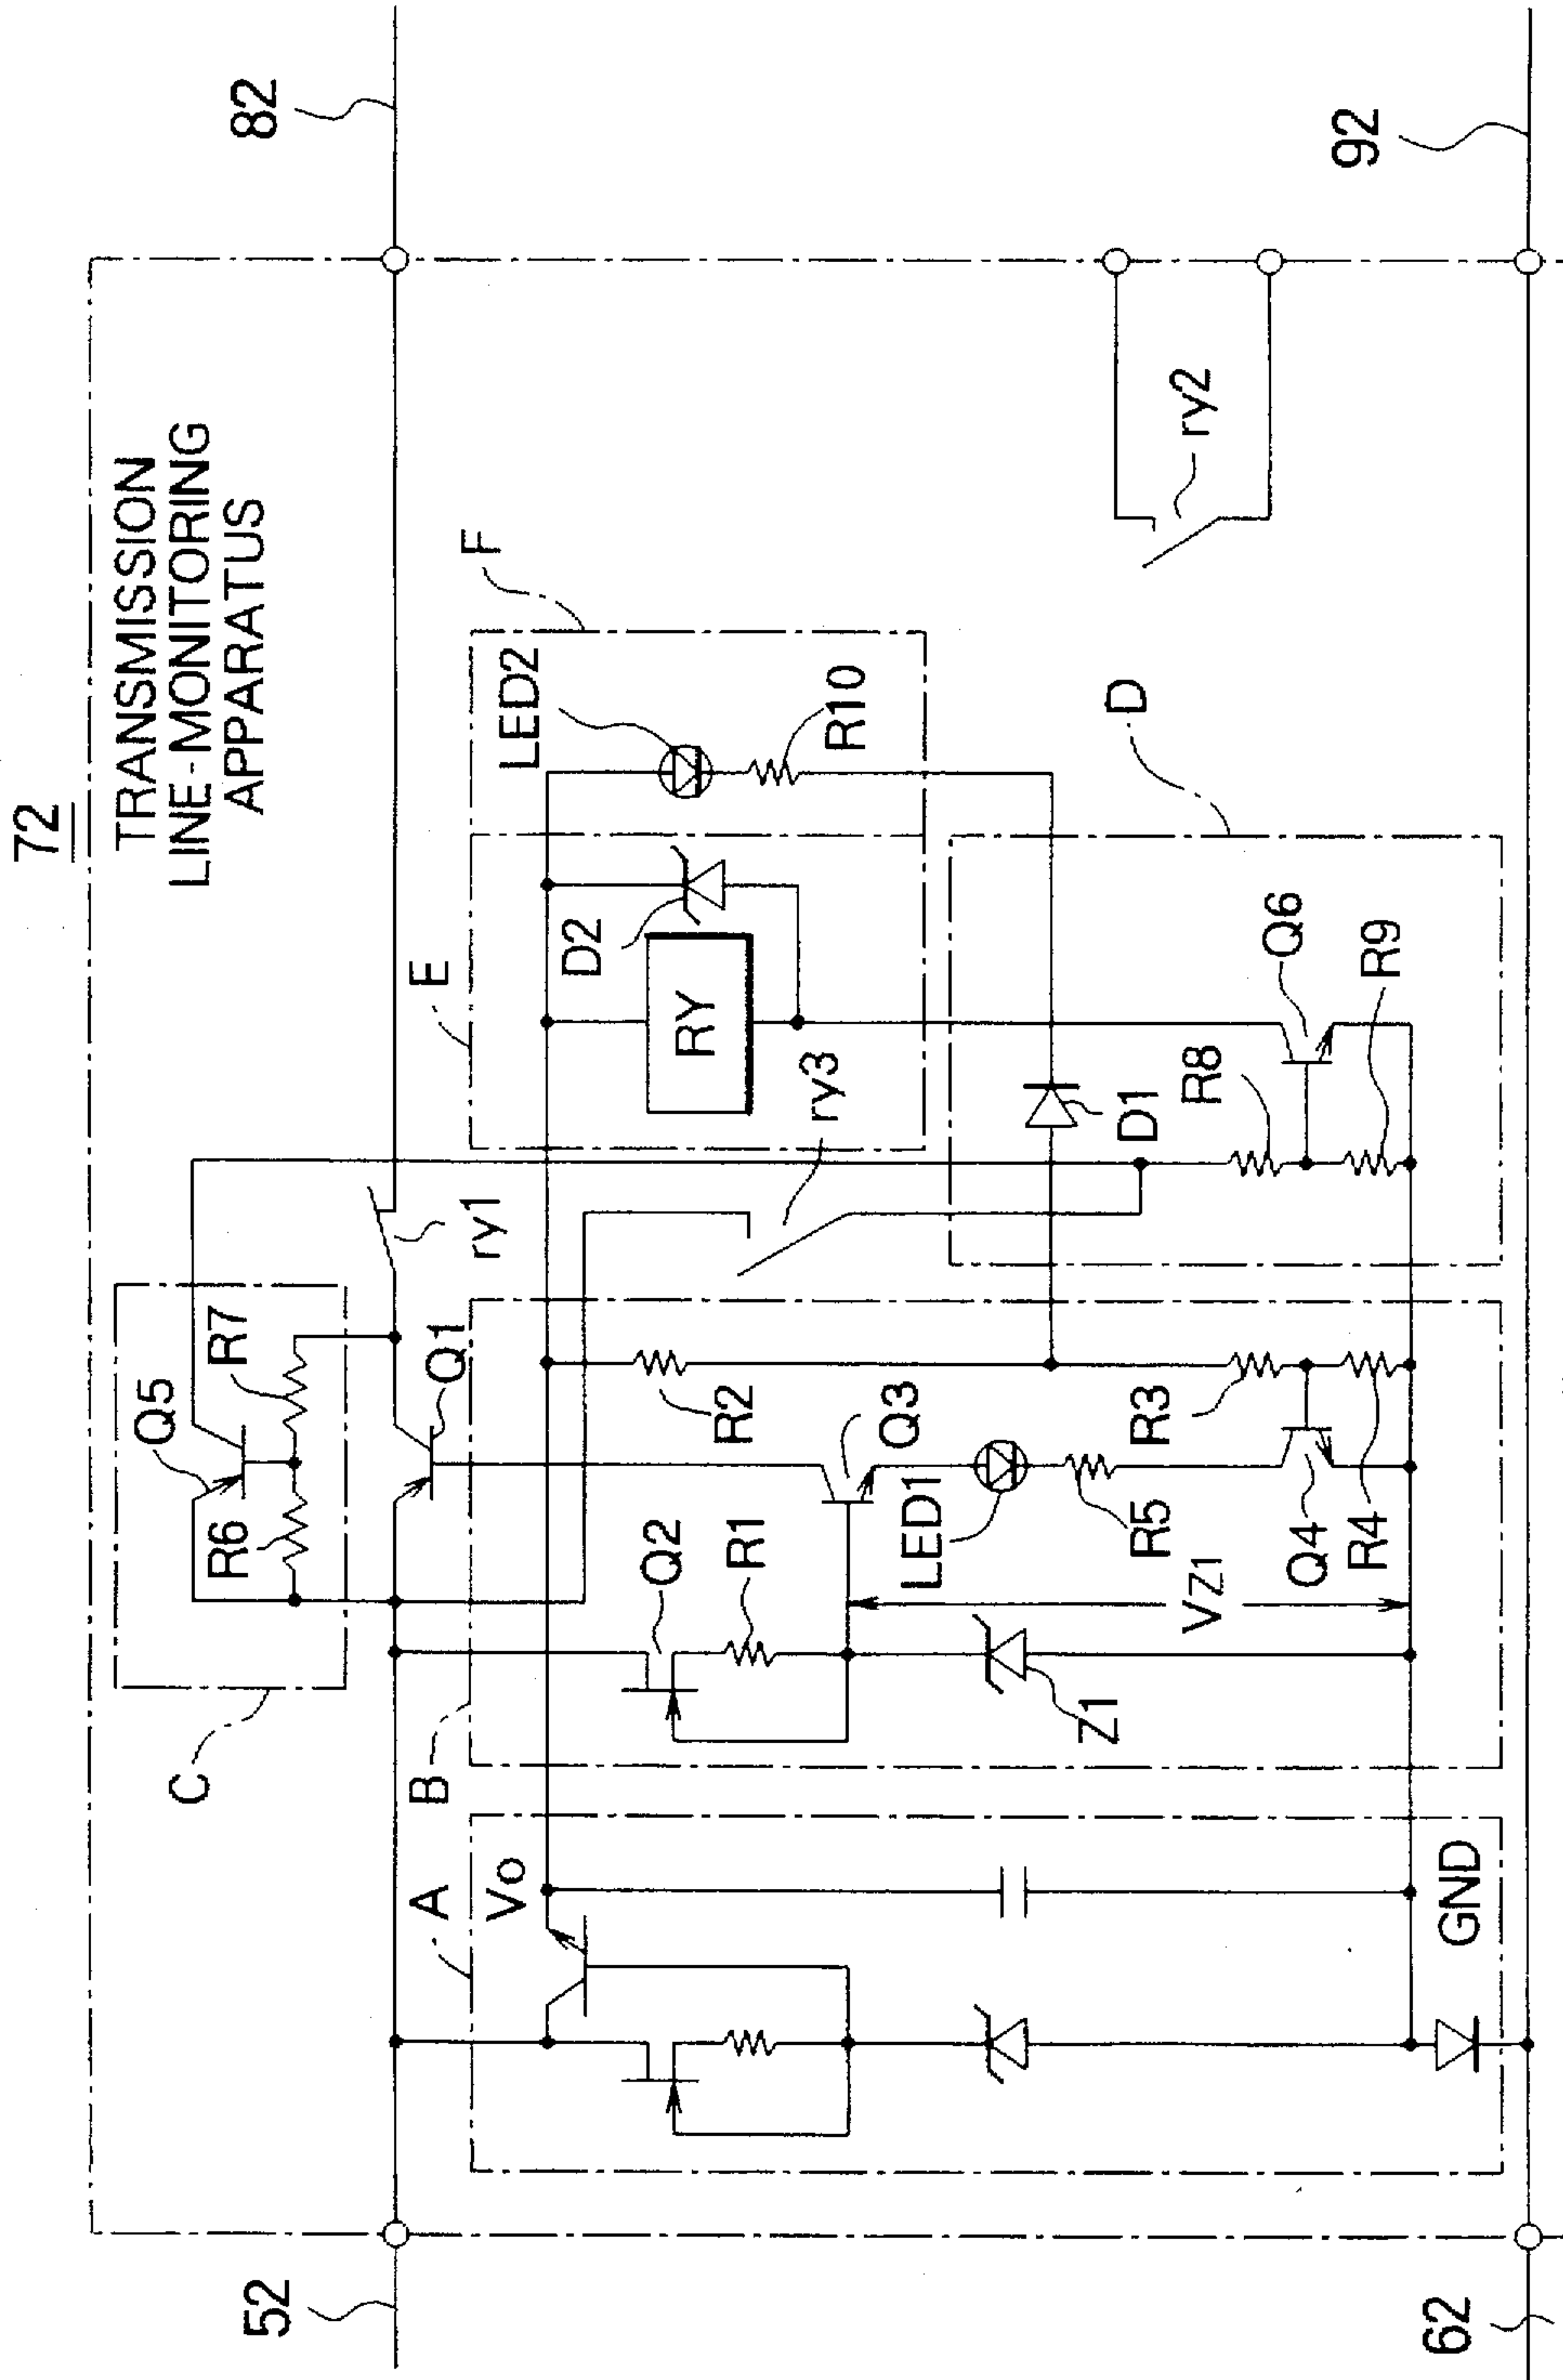 72
TRANSMISSION
LINE-MONITORING
APPARATUS
82
92
52
62
C
Q5
R6
R7
Q1
ry1
E
F
LED2
R10
D2
RY
ry3
ry2
D
D1
R8
Q6
R9
B
Q2
R1
R2
Q3
LED1
R5
R3
Q4
R4
VZ1
Z1
A
Vo
GND